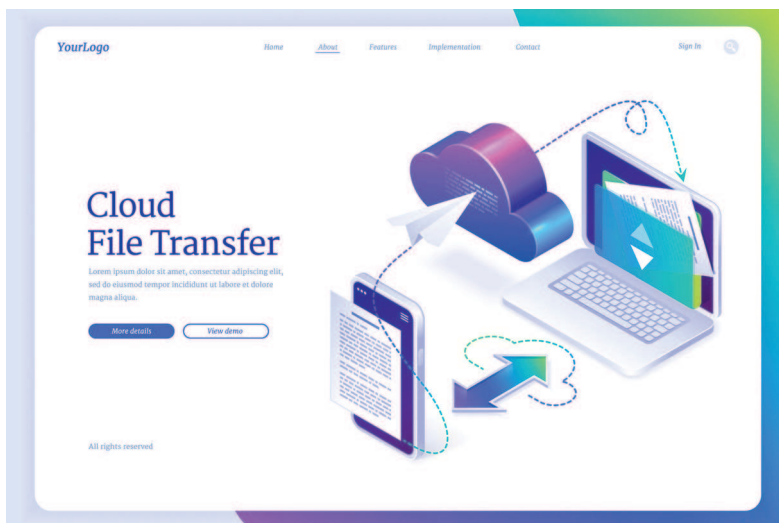 YourLogo
Home About Features Implementation Contact Sign In
Cloud
File Transfer
Lorem ipsum dolor sit amet, consectetur adipiscing elit,
sed do eiusmod tempor incididunt ut labore et dolore
magna aliqua.
More details View demo
All rights reserved